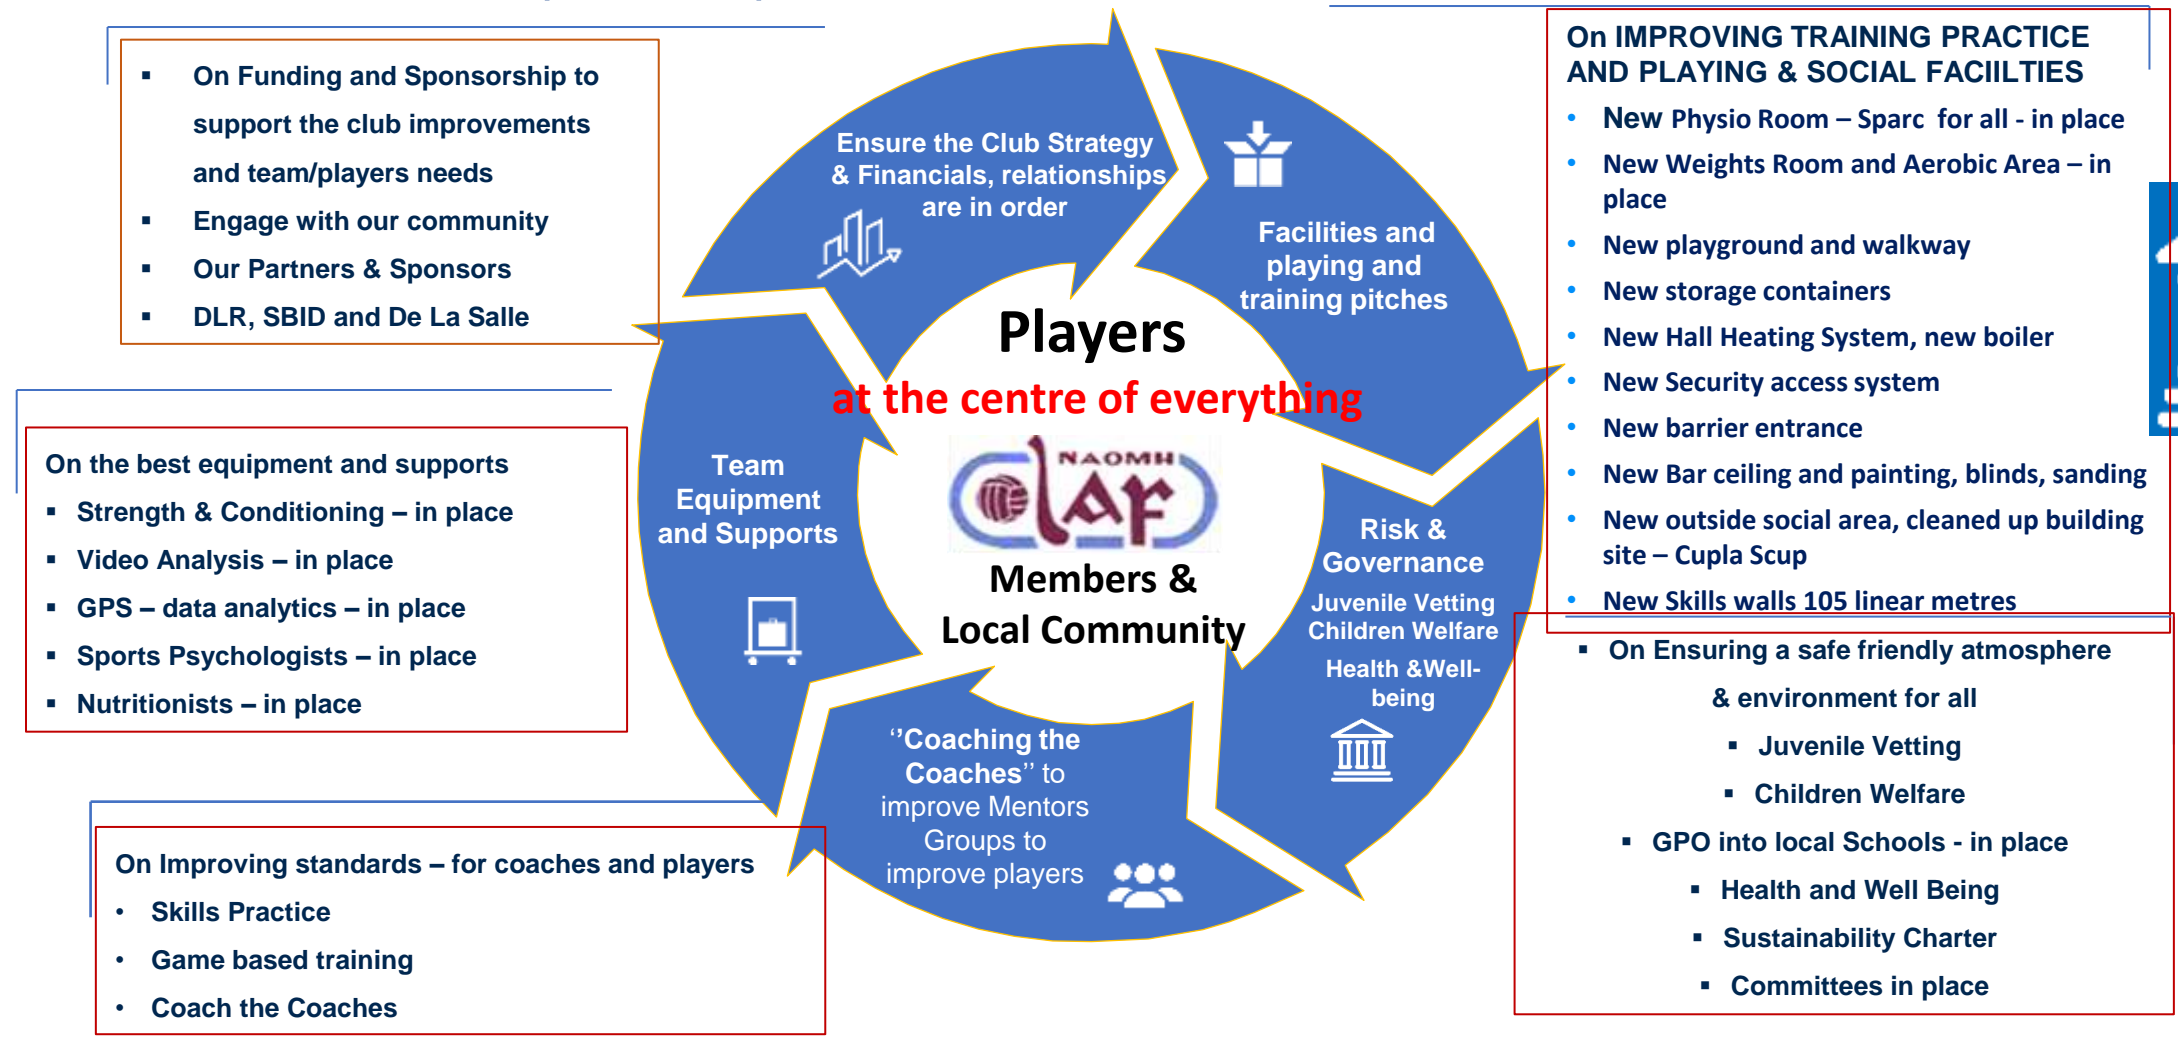 On Funding and Sponsorship to
support the club improvements
and team/players needs
Engage with our community
Our Partners & Sponsors
DLR, SBID and De La Salle
On the best equipment and supports
Strength & Conditioning – in place
Video Analysis – in place
GPS – data analytics – in place
Sports Psychologists – in place
Nutritionists – in place
On Improving standards – for coaches and players
Skills Practice
Game based training
Coach the Coaches
Ensure the Club Strategy
& Financials, relationships
are in order
Facilities and
playing and
training pitches
Risk &
Governance
Juvenile Vetting
Children Welfare
Health &Well-
being
‘’Coaching the
Coaches’’ to
improve Mentors
Groups to
improve players
Team
Equipment
and Supports
Players
at the centre of everything
NAOMH
OLAF
Members &
Local Community
On IMPROVING TRAINING PRACTICE
AND PLAYING & SOCIAL FACIILTIES
New Physio Room – Sparc for all - in place
New Weights Room and Aerobic Area – in
place
New playground and walkway
New storage containers
New Hall Heating System, new boiler
New Security access system
New barrier entrance
New Bar ceiling and painting, blinds, sanding
New outside social area, cleaned up building
site – Cupla Scup
New Skills walls 105 linear metres
On Ensuring a safe friendly atmosphere
& environment for all
Juvenile Vetting
Children Welfare
GPO into local Schools - in place
Health and Well Being
Sustainability Charter
Committees in place